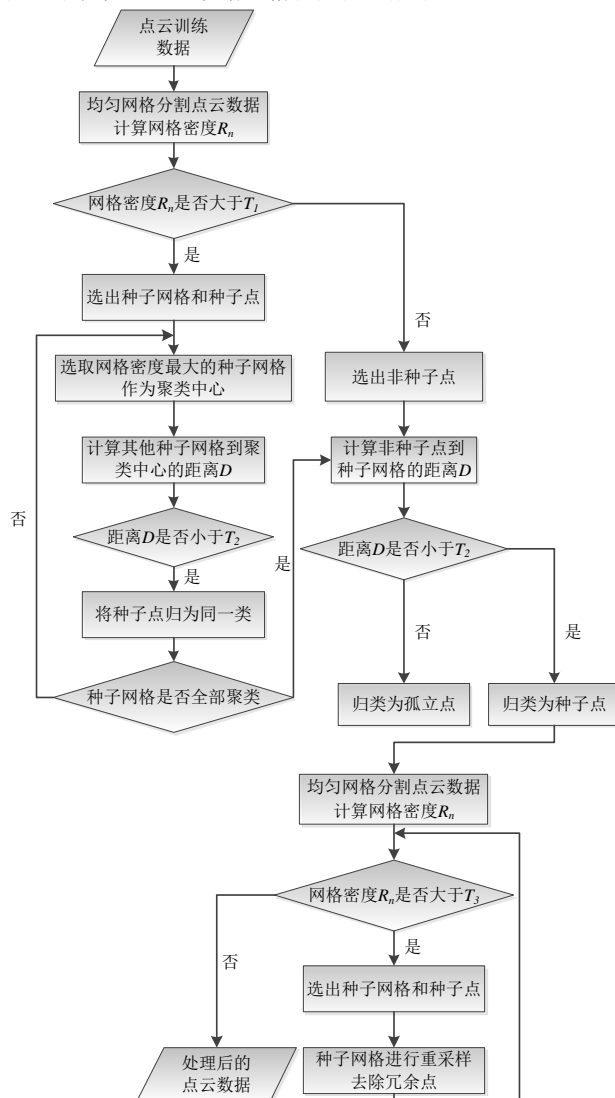 点云训练
数据
均匀网格分割点云数据
计算网格密度Rn
网格密度Rn是否大于T1
是
否
选出种子网格和种子点
选取网格密度最大的种子网格
作为聚类中心
选出非种子点
计算其他种子网格到聚
类中心的距离D
计算非种子点到
种子网格的距离D
否
距离D是否小于T2
是
是
距离D是否小于T2
将种子点归为同一类
否
是
种子网格是否全部聚类
归类为孤立点
归类为种子点
均匀网格分割点云数据
计算网格密度Rn
网格密度Rn是否大于T3
是
否
选出种子网格和种子点
处理后的
点云数据
种子网格进行重采样
去除冗余点